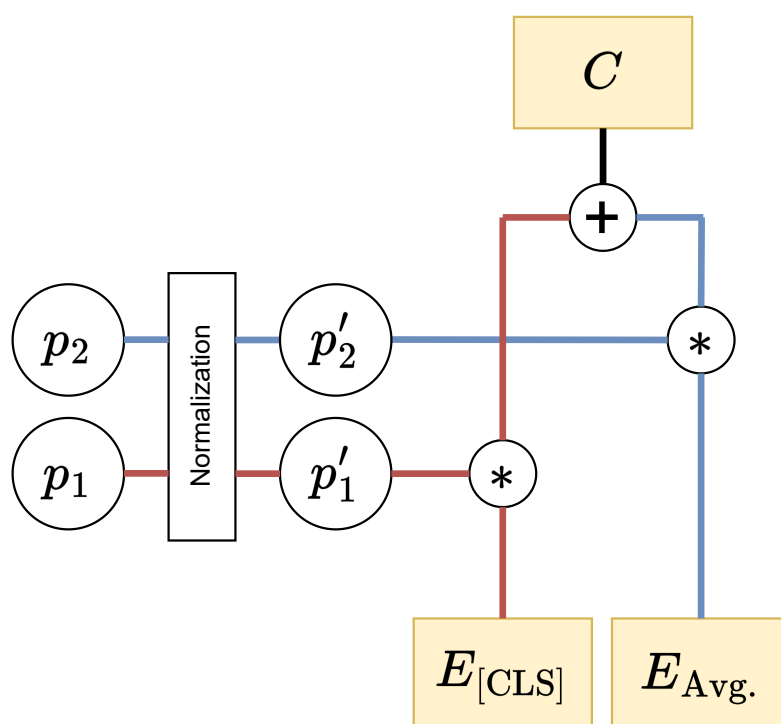 C
+
p₂ Normalization p′₂ *
p₁ p′₁ *
E[CLS] EAvg.